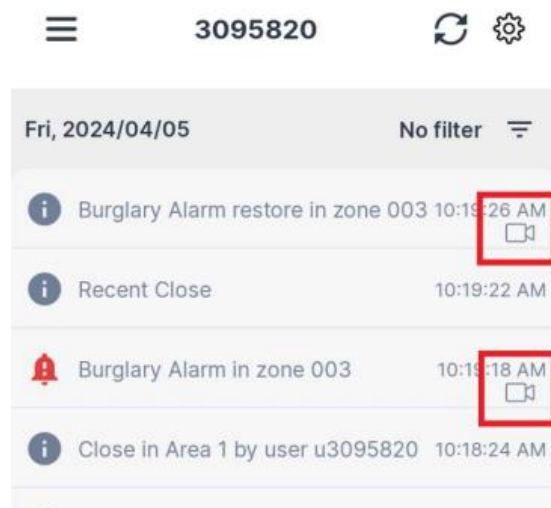 3095820
Fri, 2024/04/05 No filter
Burglary Alarm restore in zone 003 10:19:26 AM
Recent Close 10:19:22 AM
Burglary Alarm in zone 003 10:19:18 AM
Close in Area 1 by user u3095820 10:18:24 AM